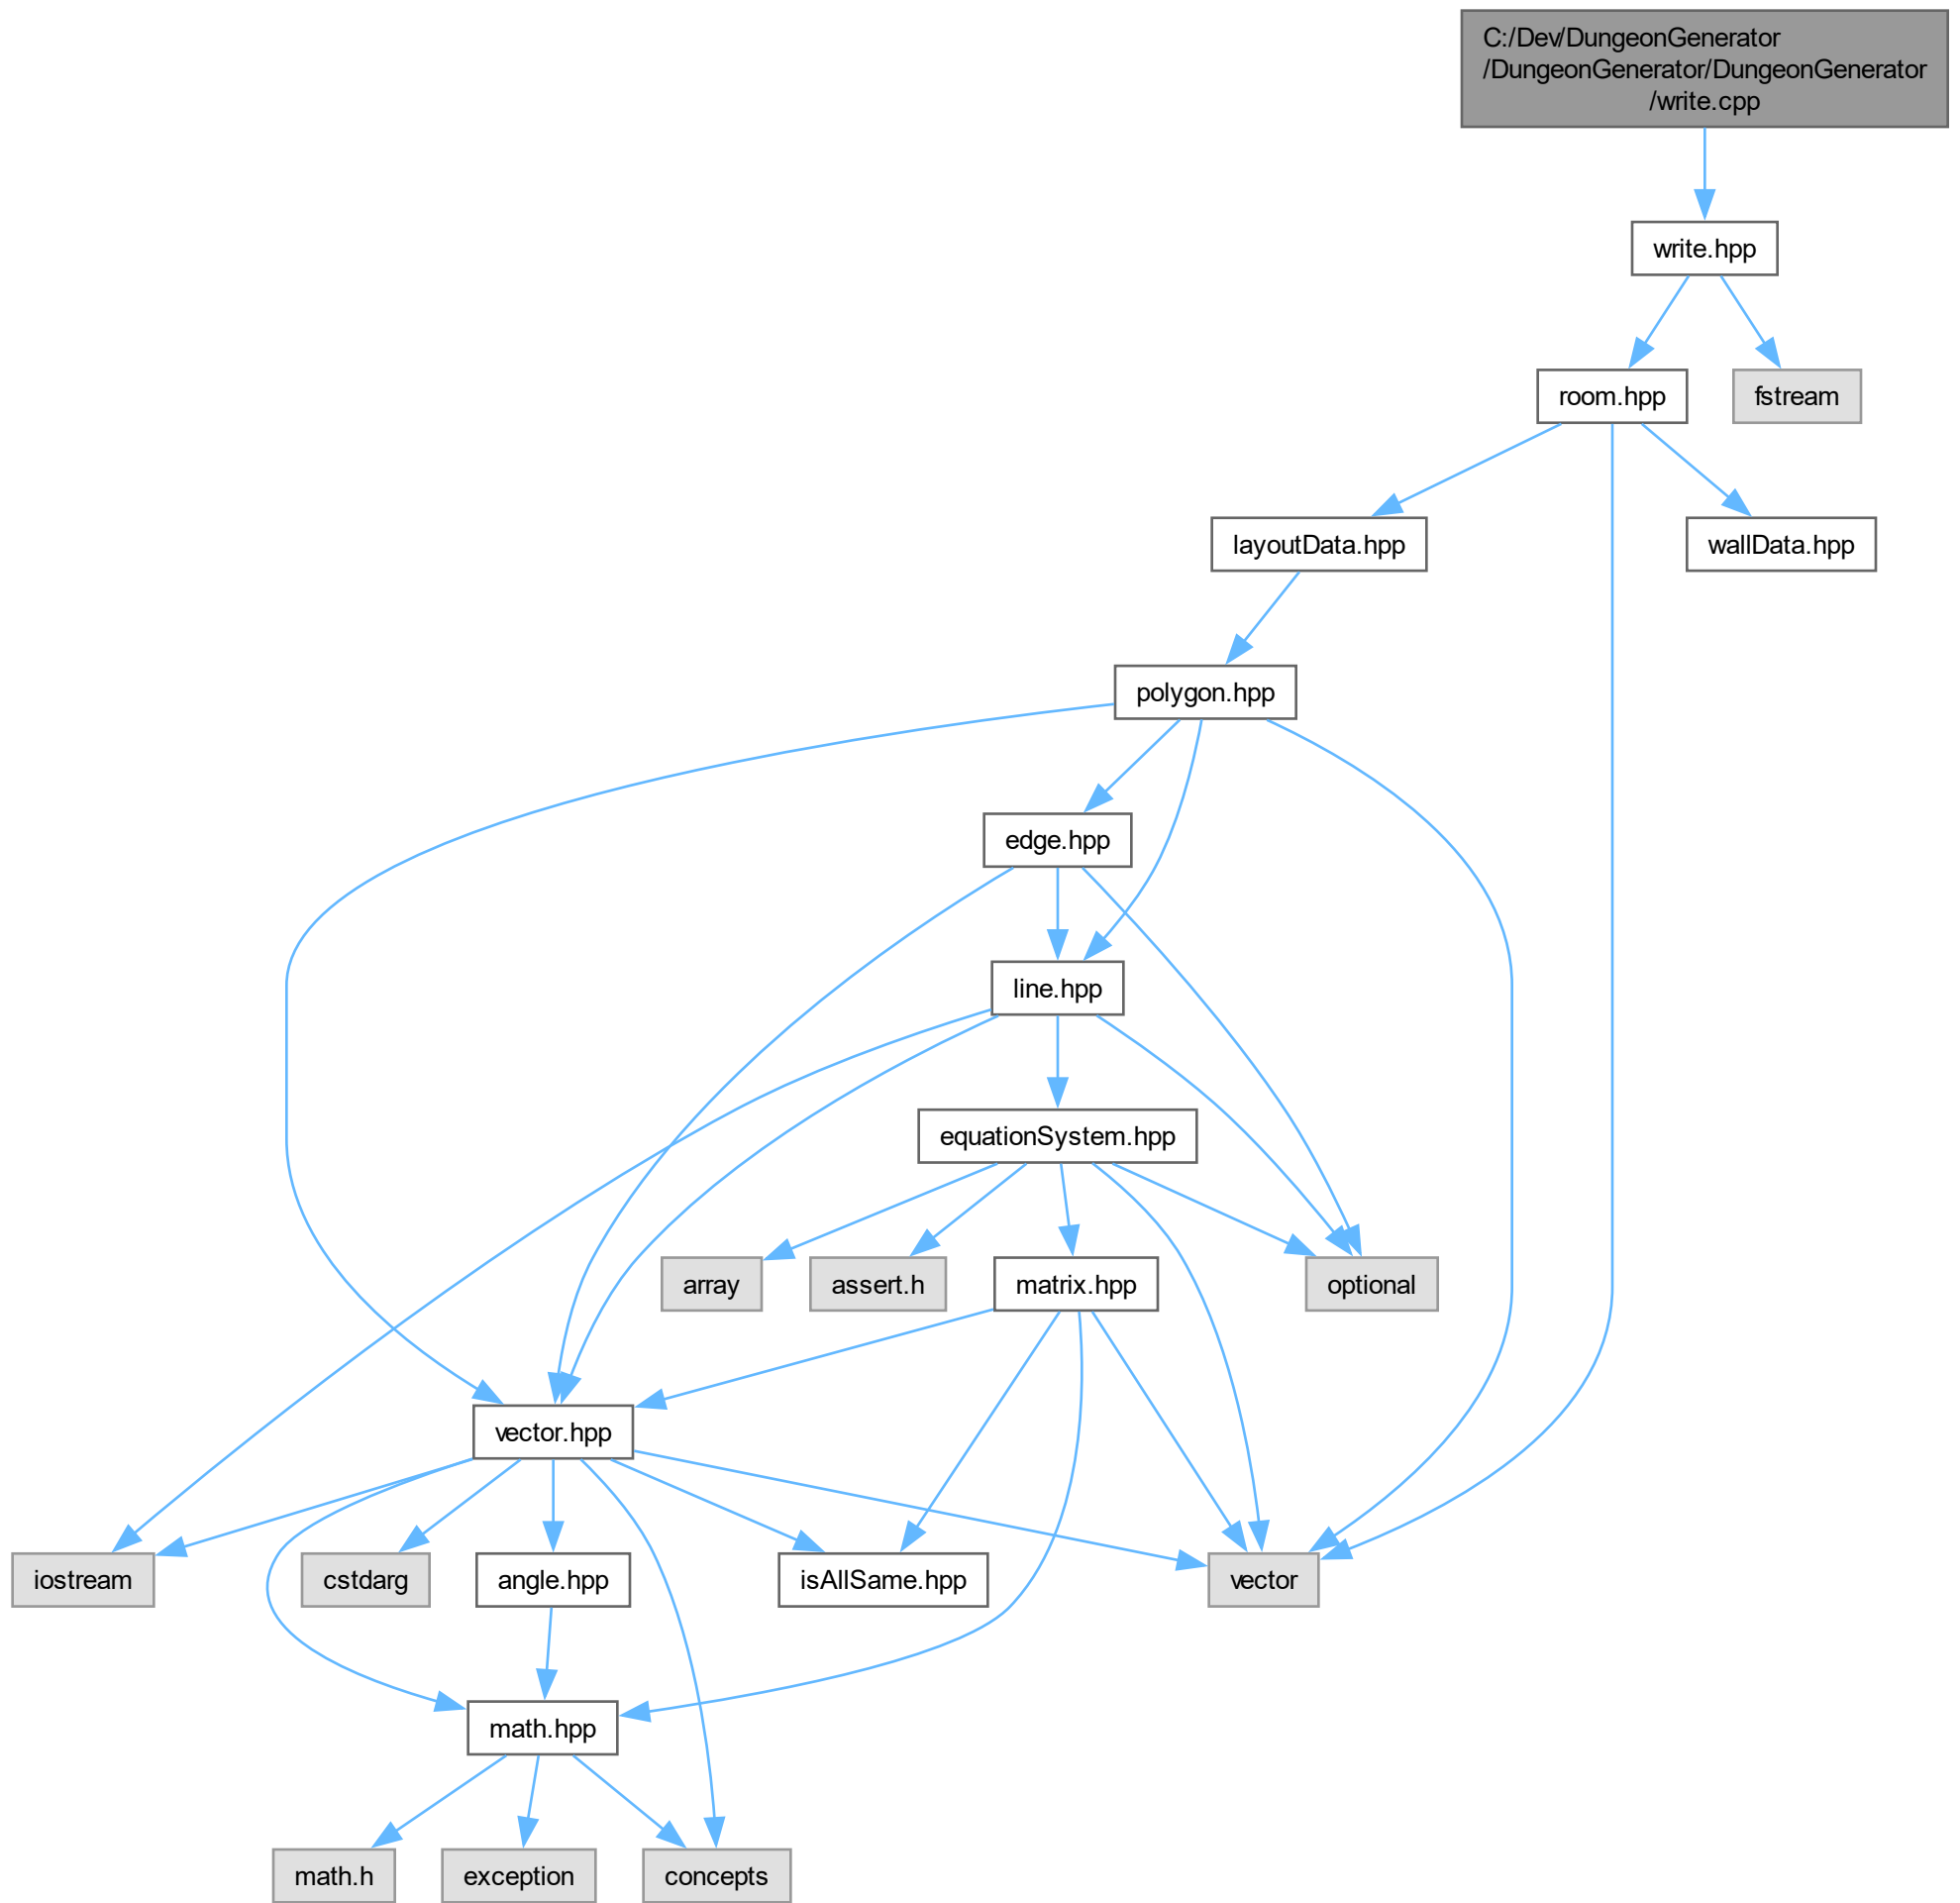 C:/Dev/DungeonGenerator
/DungeonGenerator/DungeonGenerator
/write.cpp
write.hpp
room.hpp
fstream
layoutData.hpp
wallData.hpp
polygon.hpp
edge.hpp
line.hpp
equationSystem.hpp
array
assert.h
matrix.hpp
optional
vector.hpp
iostream
cstdarg
angle.hpp
isAllSame.hpp
vector
math.hpp
math.h
exception
concepts